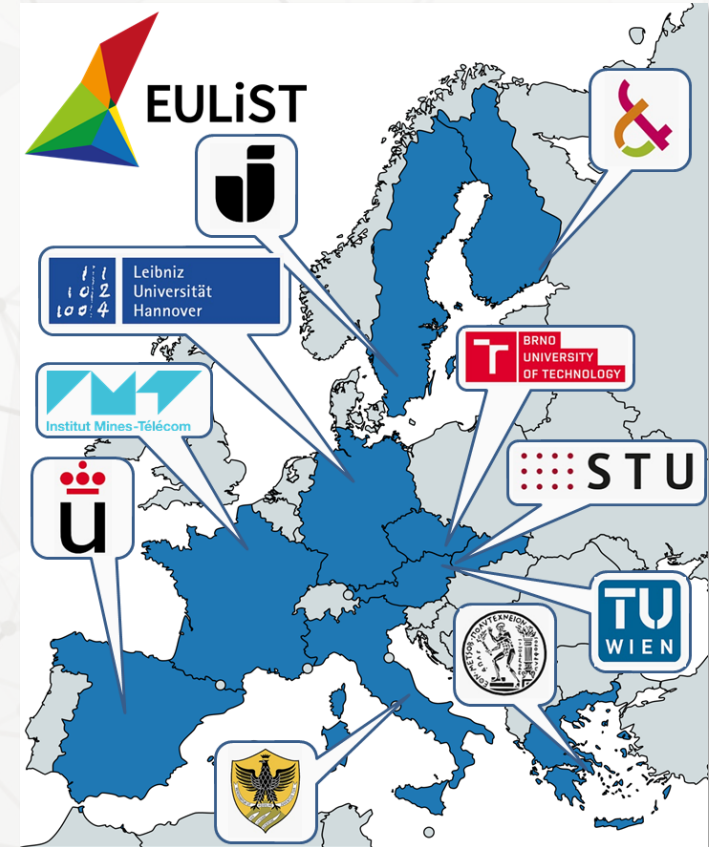 EULiST
Leibniz
Universität
Hannover
BRNO
UNIVERSITY
OF TECHNOLOGY
Institut Mines-Télécom
STU
ü
TU
WIEN